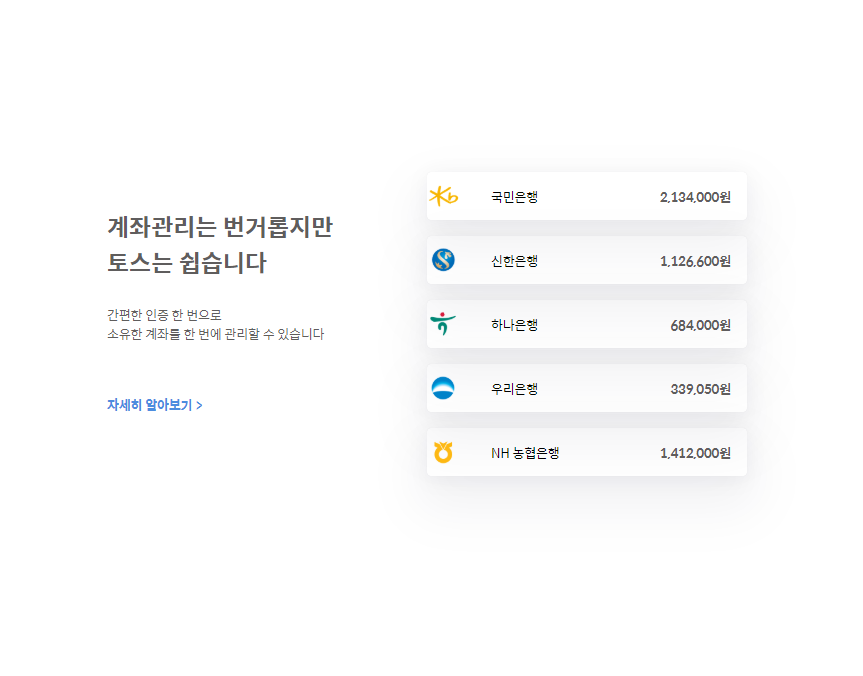 계좌관리는 번거롭지만
토스는 쉽습니다
간편한 인증 한 번으로
소유한 계좌를 한 번에 관리할 수 있습니다
자세히 알아보기 >
국민은행 2,134,000원
신한은행 1,126,600원
하나은행 684,000원
우리은행 339,050원
NH 농협은행 1,412,000원